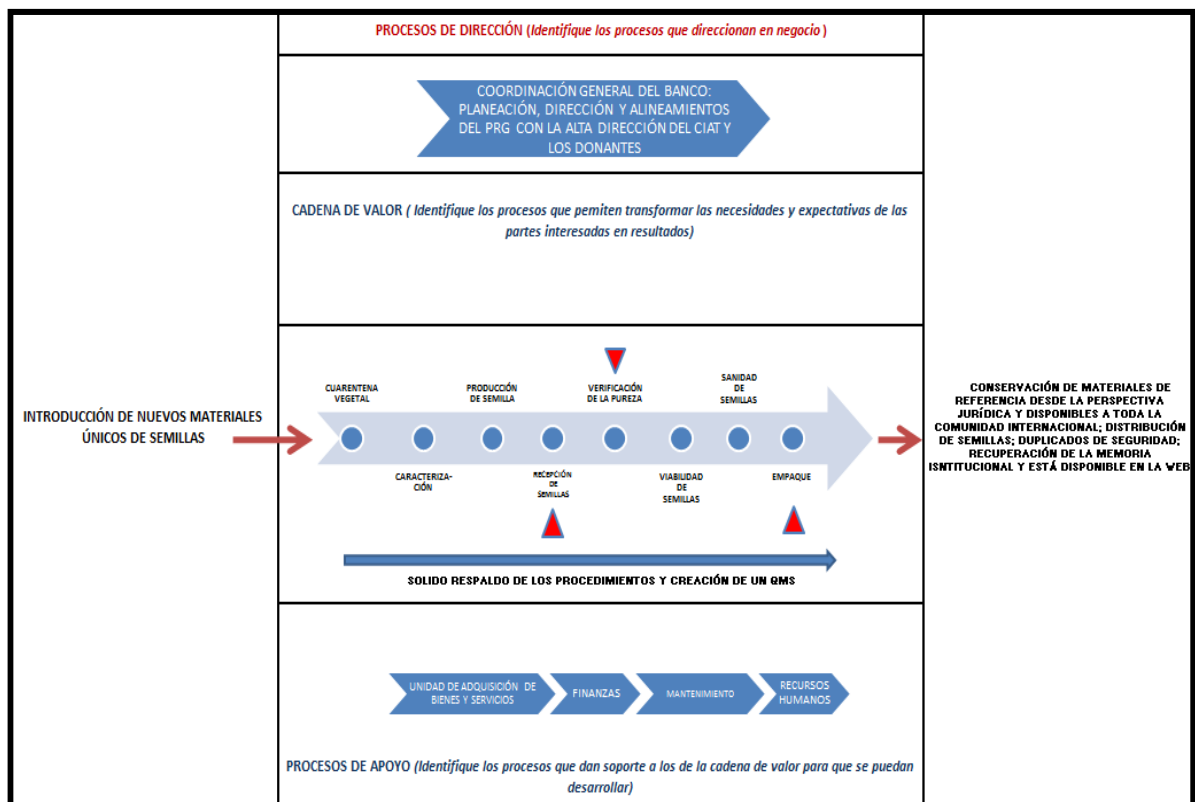 PROCESOS DE DIRECCIÓN (Identifique los procesos que direccionan en negocio )
COORDINACIÓN GENERAL DEL BANCO:
PLANEACIÓN, DIRECCIÓN Y ALINEAMIENTOS
DEL PRG CON LA ALTA DIRECCIÓN DEL CIAT Y
LOS DONANTES
CADENA DE VALOR ( Identifique los procesos que pemiten transformar las necesidades y expectativas de las
partes interesadas en resultados)
INTRODUCCIÓN DE NUEVOS MATERIALES
ÚNICOS DE SEMILLAS
CUARENTENA
VEGETAL
PRODUCCIÓN
DE SEMILLA
VERIFICACIÓN
DE LA PUREZA
SANIDAD
DE
SEMILLAS
CARACTERIZA-
CIÓN
RECEPCIÓN
DE
SEMILLAS
VIABILIDAD
DE
SEMILLAS
EMPAQUE
SOLIDO RESPALDO DE LOS PROCEDIMIENTOS Y CREACIÓN DE UN QMS
CONSERVACIÓN DE MATERIALES DE
REFERENCIA DESDE LA PERSPECTIVA
JURÍDICA Y DISPONIBLES A TODA LA
COMUNIDAD INTERNACIONAL; DISTRIBUCIÓN
DE SEMILLAS; DUPLICADOS DE SEGURIDAD;
RECUPERACIÓN DE LA MEMORIA
ISNTITUCIONAL Y ESTÁ DISPONIBLE EN LA WEB
UNIDAD DE ADQUISICIÓN DE
BIENES Y SERVICIOS
FINANZAS
MANTENIMIENTO
RECURSOS
HUMANOS
PROCESOS DE APOYO (Identifique los procesos que dan soporte a los de la cadena de valor para que se puedan
desarrollar)